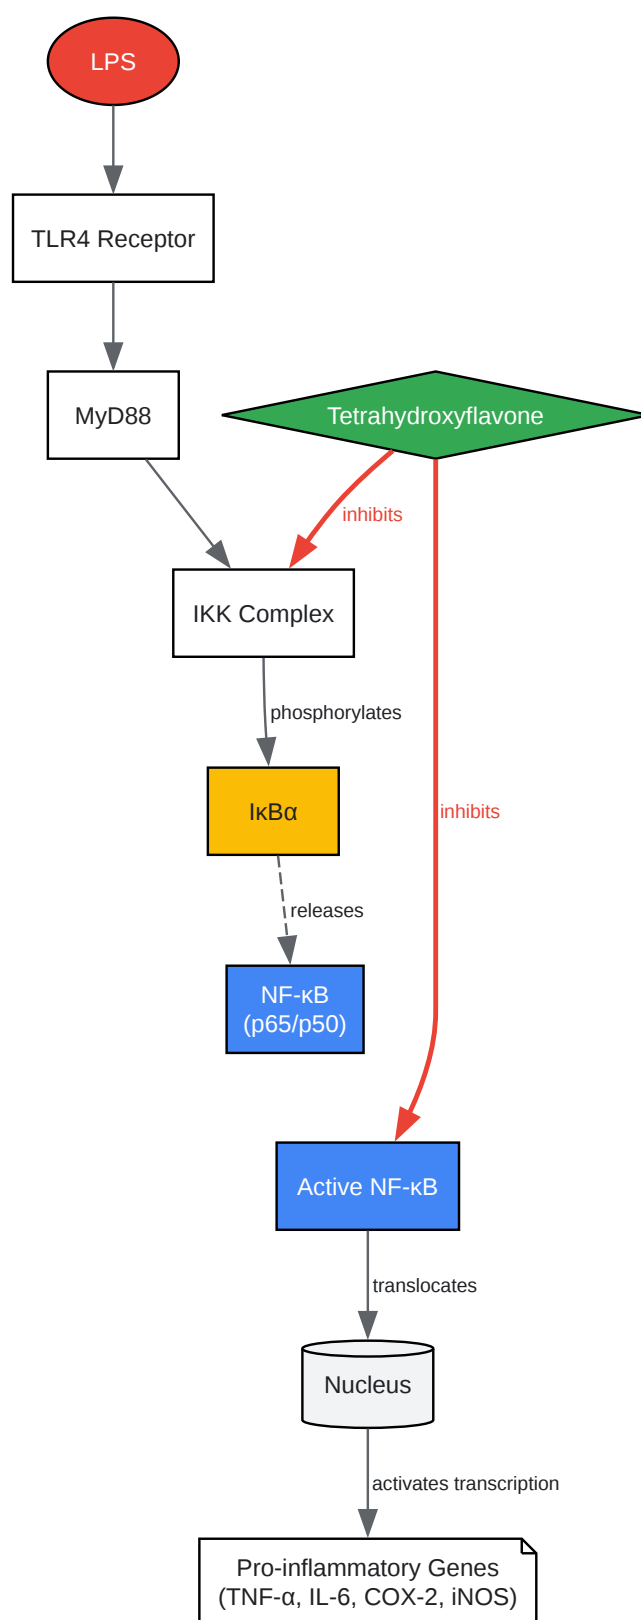 LPS
TLR4 Receptor
MyD88
Tetrahydroxyflavone
inhibits
IKK Complex
phosphorylates
IκBα
inhibits
releases
NF-κB
(p65/p50)
Active NF-κB
translocates
Nucleus
activates transcription
Pro-inflammatory Genes
(TNF-α, IL-6, COX-2, iNOS)